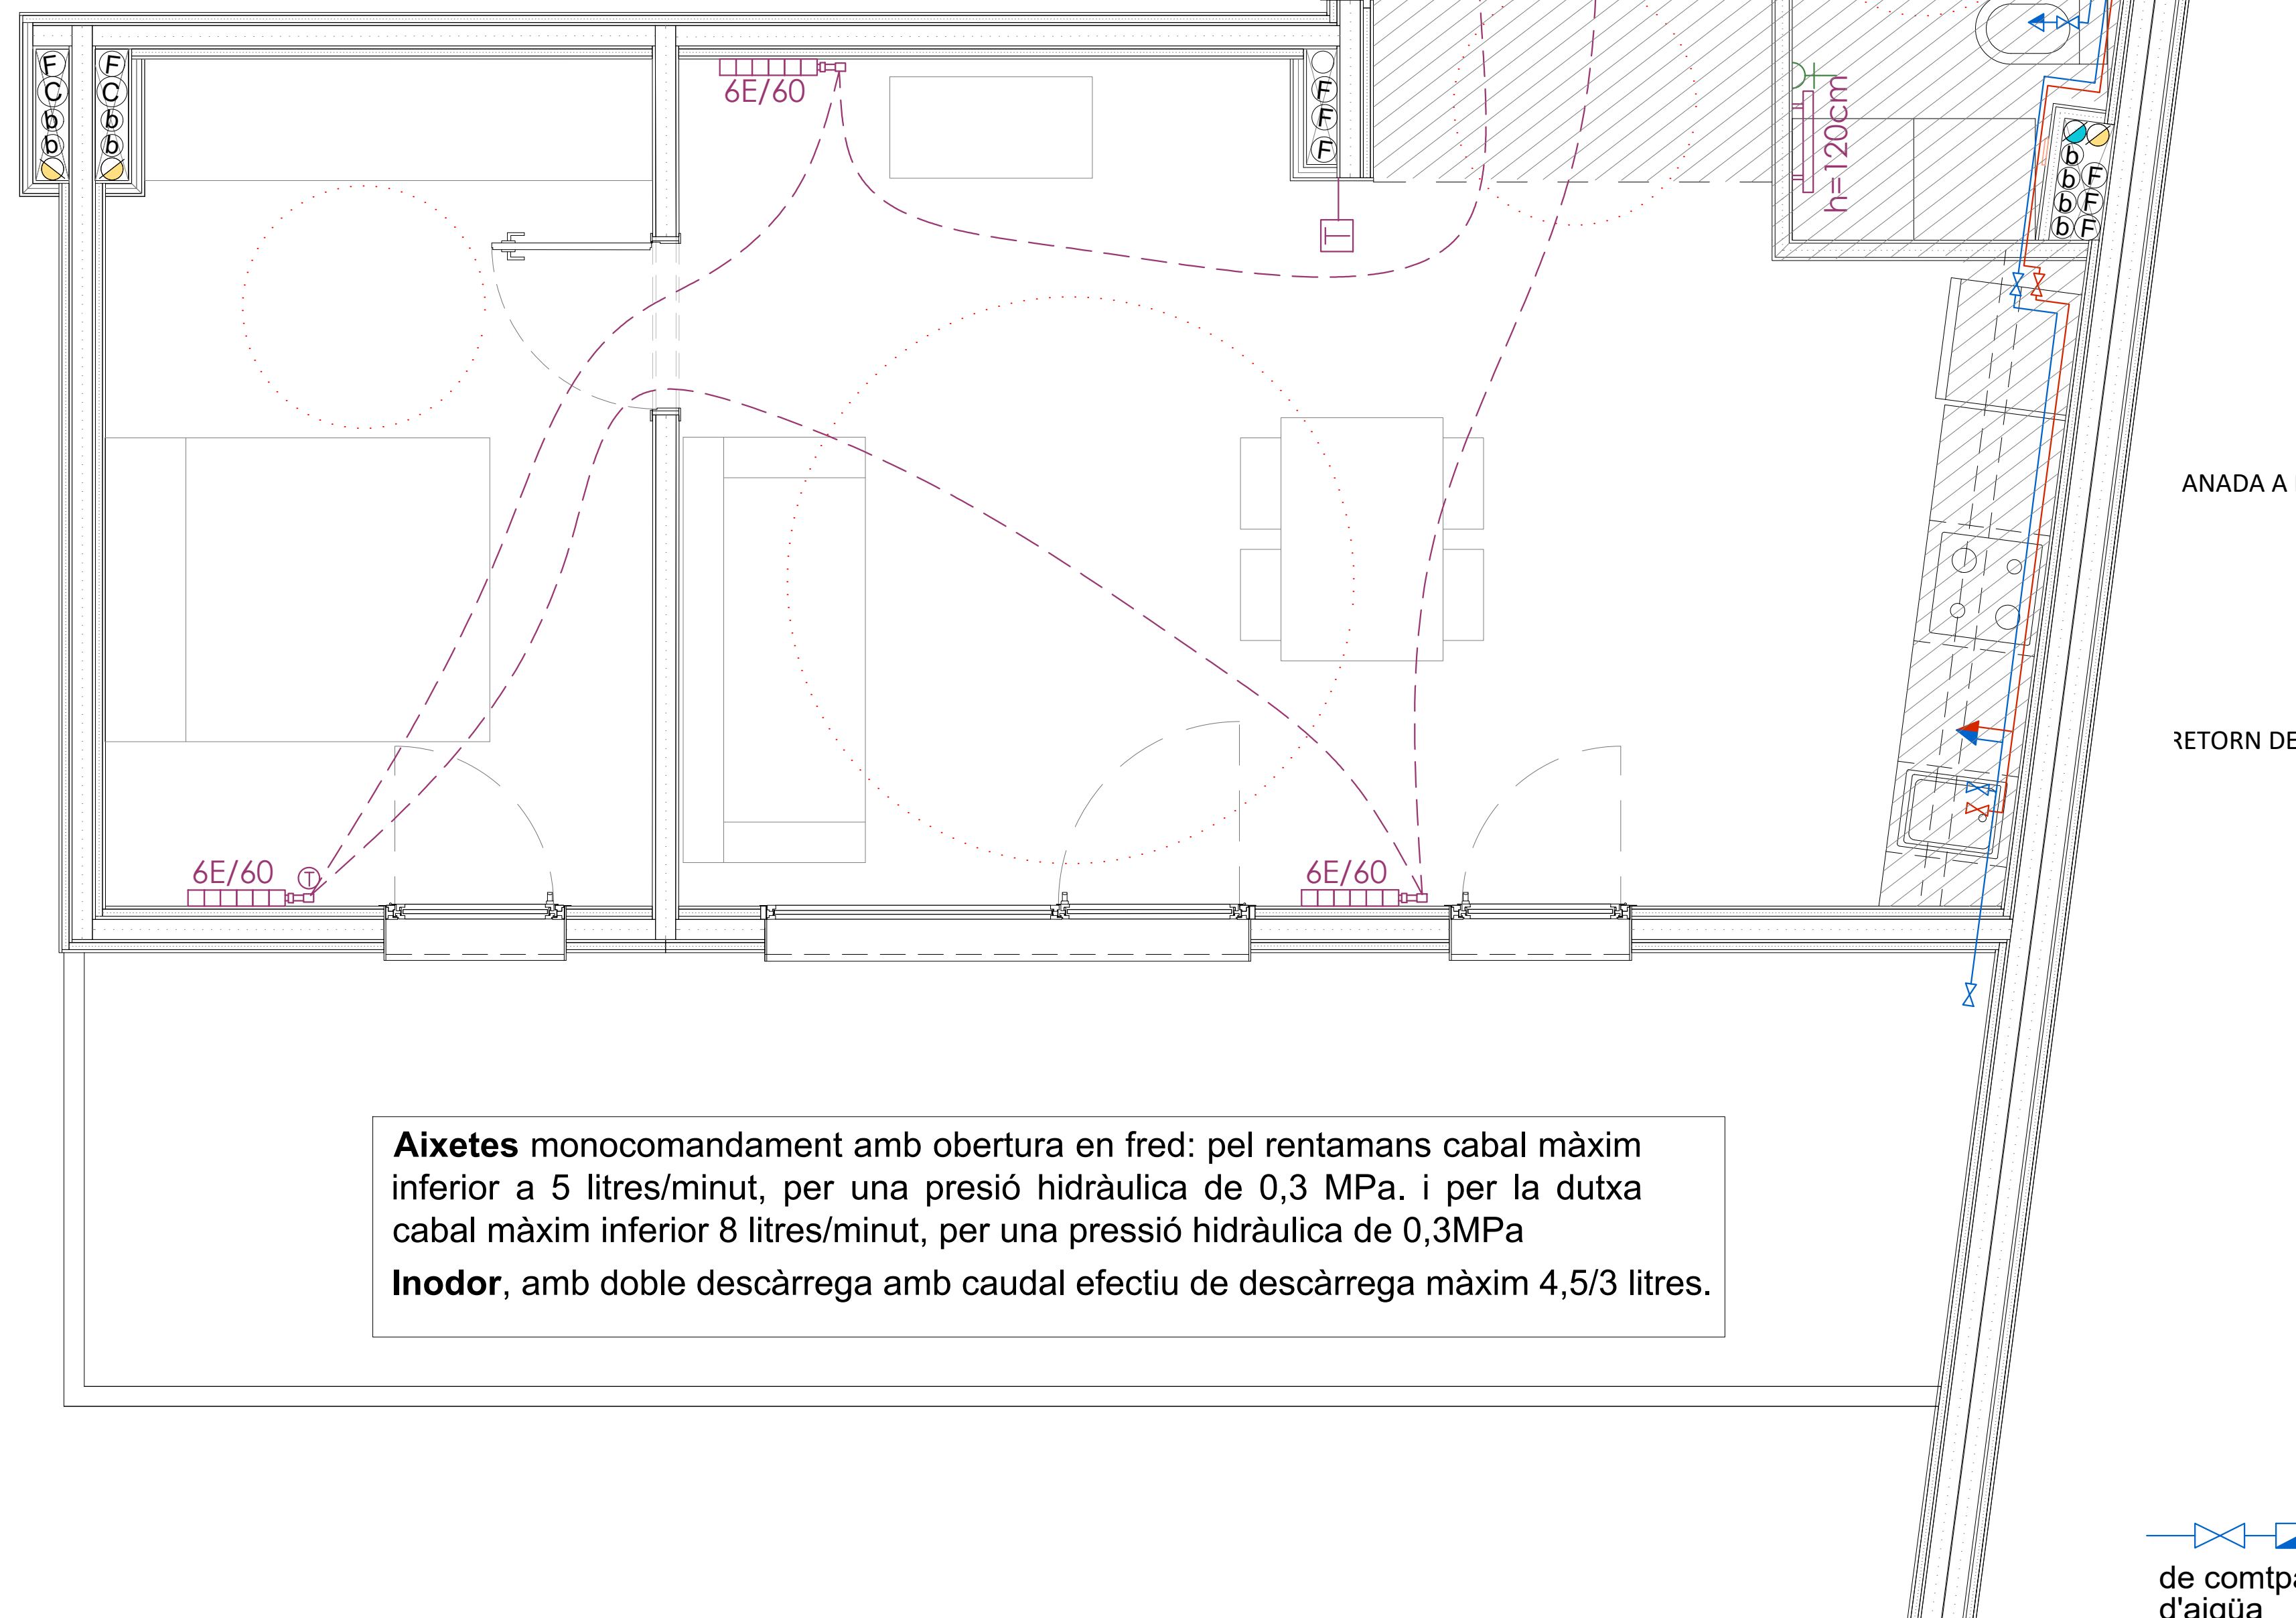 F
C
b
b
F
C
b
b
6E/60
F
F
F
T
h=120cm
b
b
b
b
F
F
F
ANADA A
RETORN DE
6E/60
T
6E/60
Aixetes monocomandament amb obertura en fred: pel rentamans cabal màxim
inferior a 5 litres/minut, per una presió hidràulica de 0,3 MPa. i per la dutxa
cabal màxim inferior 8 litres/minut, per una pressió hidràulica de 0,3MPa
Inodor, amb doble descàrrega amb caudal efectiu de descàrrega màxim 4,5/3 litres.
de comtpa
d'aigüa